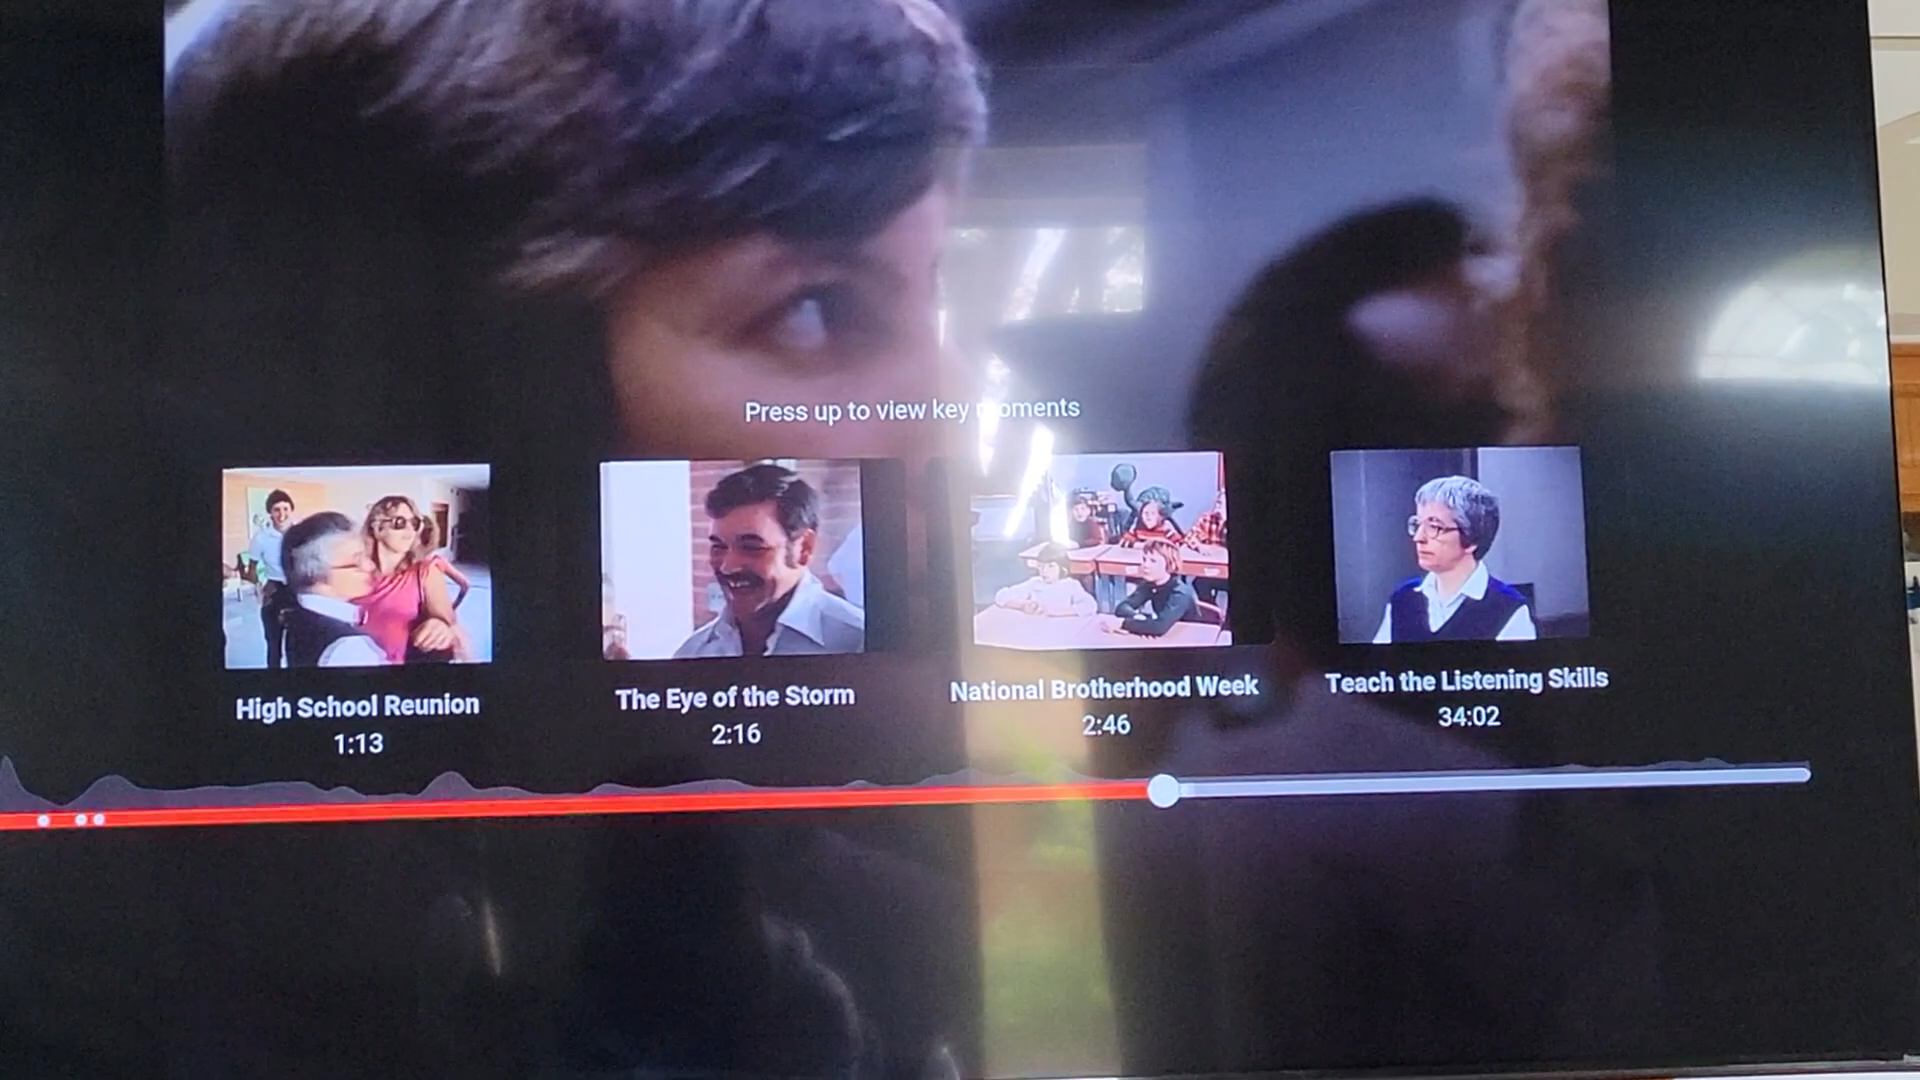 Press up to view key moments
High School Reunion
1:13
The Eye of the Storm
2:16
National Brotherhood Week
2:46
Teach the Listening Skills
34:02